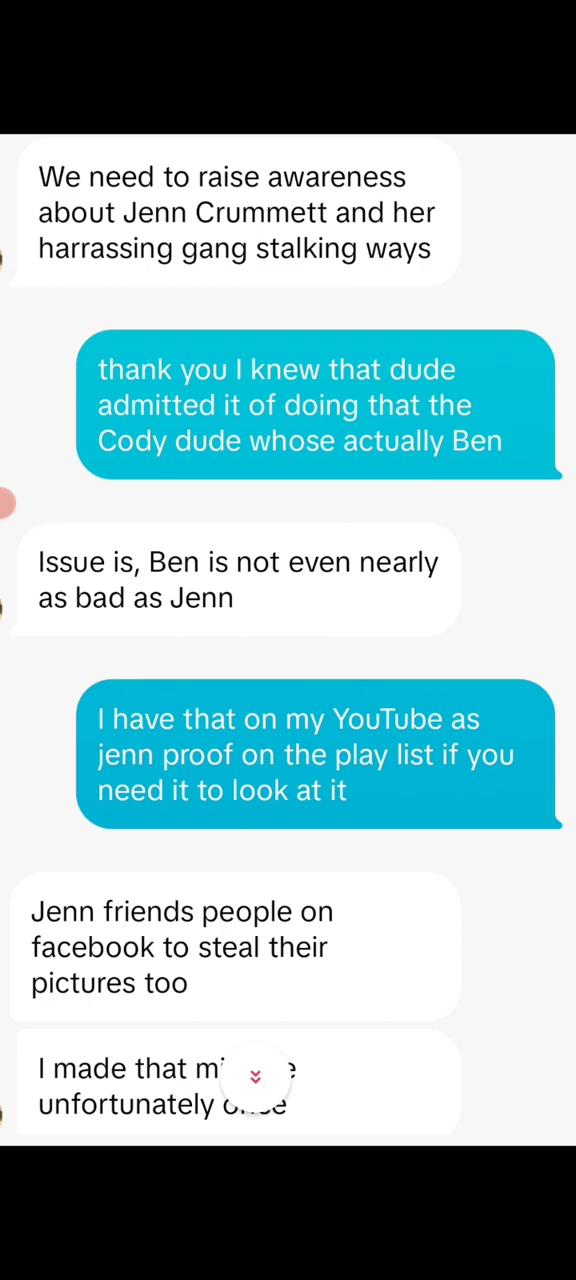 We need to raise awareness
about Jenn Crummett and her
harrassing gang stalking ways
thank you I knew that dude
admitted it of doing that the
Cody dude whose actually Ben
Issue is, Ben is not even nearly
as bad as Jenn
I have that on my YouTube as
jenn proof on the play list if you
need it to look at it
Jenn friends people on
facebook to steal their
pictures too
I made that
unfortunately